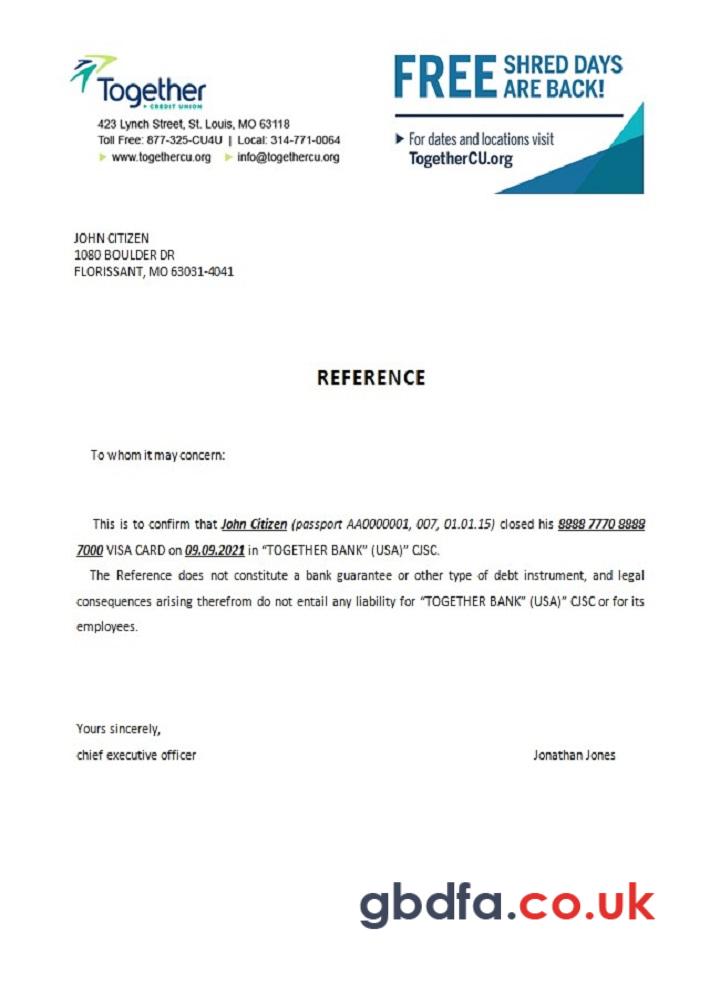 Together
CREDIT UNION
423 Lynch Street, St. Louis, MO 63118
Toll Free: 877-325-CU4U | Local: 314-771-0064
www.togethercu.org info@togethercu.org
FREE SHRED DAYS
ARE BACK!
For dates and locations visit
TogetherCU.org
JOHN CITIZEN
1080 BOULDER DR
FLORISSANT, MO 63031-4041
REFERENCE
To whom it may concern:
This is to confirm that John Citizen (passport AA0000001, 007, 01.01.15) closed his 8888 7770 8888
7000 VISA CARD on 09.09.2021 in “TOGETHER BANK” (USA)” CJSC.
The Reference does not constitute a bank guarantee or other type of debt instrument, and legal
consequences arising therefrom do not entail any liability for “TOGETHER BANK” (USA)” CJSC or for its
employees.
Yours sincerely,
chief executive officer Jonathan Jones
gbdfa.co.uk